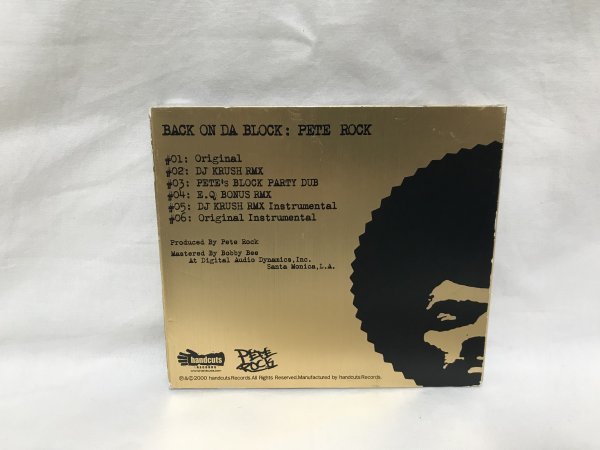 BACK ON DA BLOCK: PETE ROCK
#01: Original
#02: DJ KRUSH RMX
#03: PETE's BLOCK PARTY DUB
#04: E.Q BONUS RMX
#05: DJ KRUSH RMX Instrumental
#06: Original Instrumental
Produced By Pete Rock
Mastered By Bobby Bee
At Digital Audio Dynamics,Inc.
Santa Monica,L.A.
handcuts
RECORDS
PETE
ROCK
℗&©2000 handcuts Records.All Rights Reserved.Manufactured by handcuts Records.